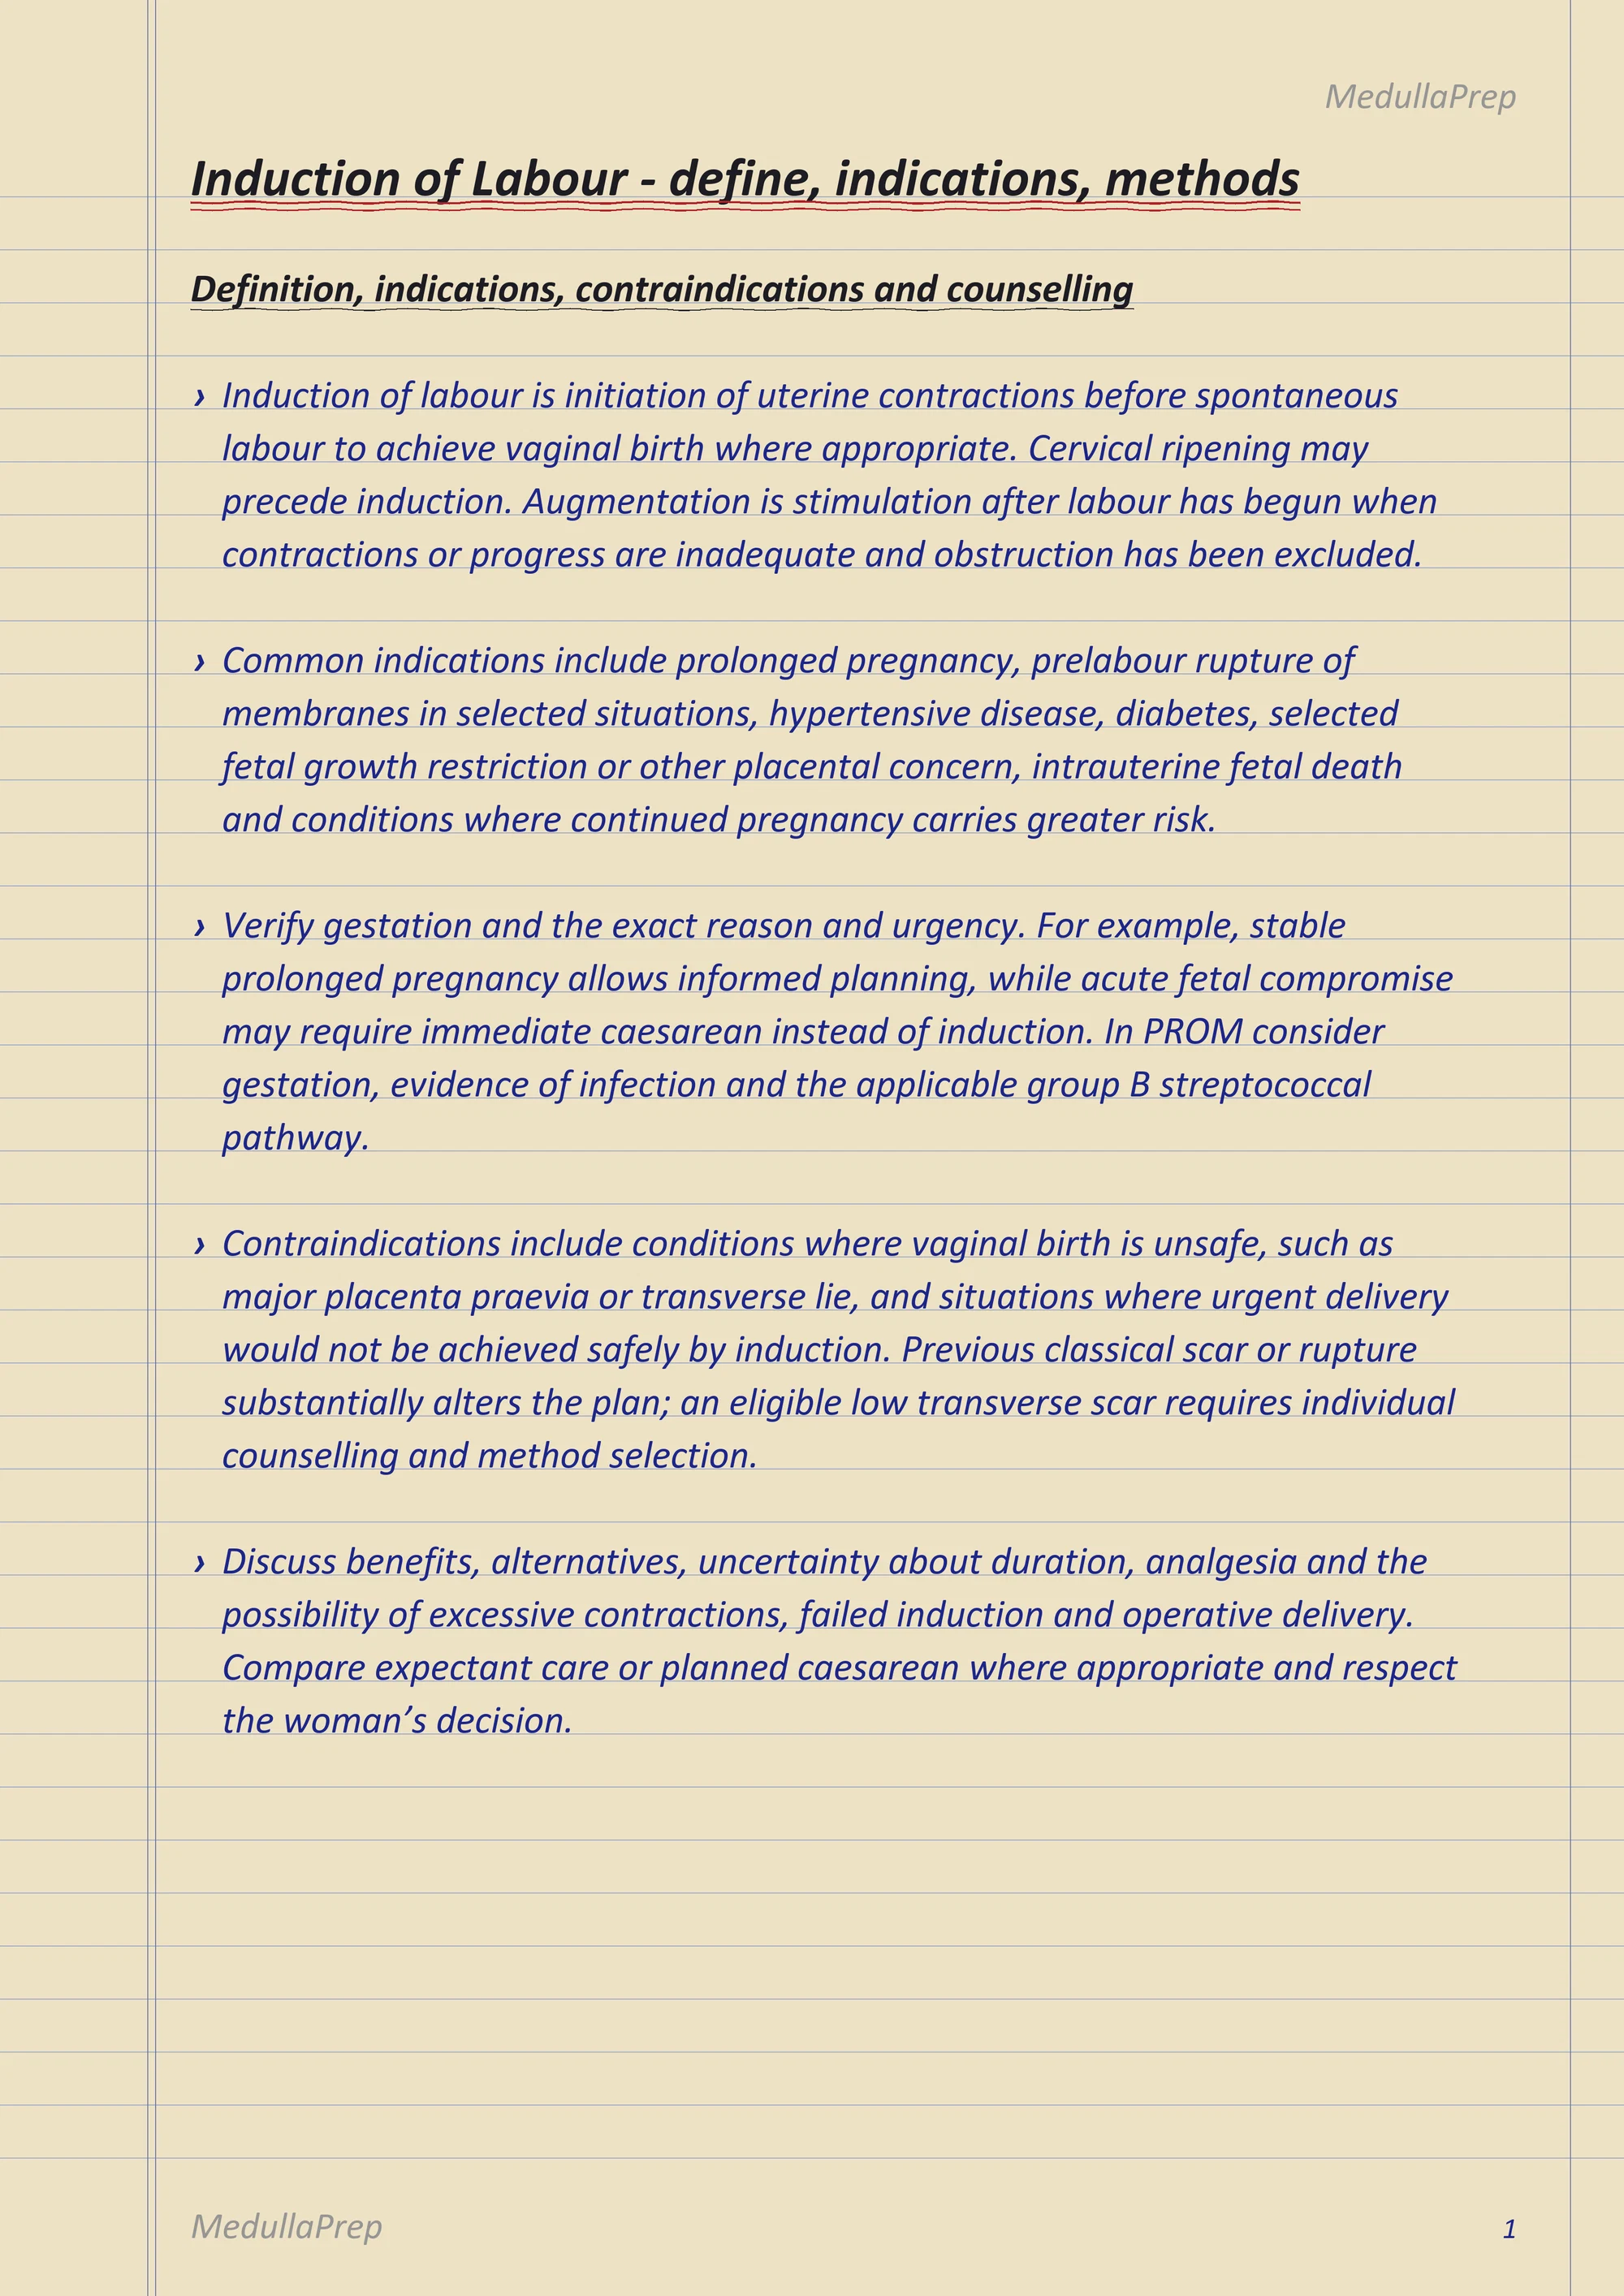 MedullaPrep
Induction of Labour - define, indications, methods
Definition, indications, contraindications and counselling
› Induction of labour is initiation of uterine contractions before spontaneous
labour to achieve vaginal birth where appropriate. Cervical ripening may
precede induction. Augmentation is stimulation after labour has begun when
contractions or progress are inadequate and obstruction has been excluded.
› Common indications include prolonged pregnancy, prelabour rupture of
membranes in selected situations, hypertensive disease, diabetes, selected
fetal growth restriction or other placental concern, intrauterine fetal death
and conditions where continued pregnancy carries greater risk.
› Verify gestation and the exact reason and urgency. For example, stable
prolonged pregnancy allows informed planning, while acute fetal compromise
may require immediate caesarean instead of induction. In PROM consider
gestation, evidence of infection and the applicable group B streptococcal
pathway.
› Contraindications include conditions where vaginal birth is unsafe, such as
major placenta praevia or transverse lie, and situations where urgent delivery
would not be achieved safely by induction. Previous classical scar or rupture
substantially alters the plan; an eligible low transverse scar requires individual
counselling and method selection.
› Discuss benefits, alternatives, uncertainty about duration, analgesia and the
possibility of excessive contractions, failed induction and operative delivery.
Compare expectant care or planned caesarean where appropriate and respect
the woman’s decision.
MedullaPrep
1